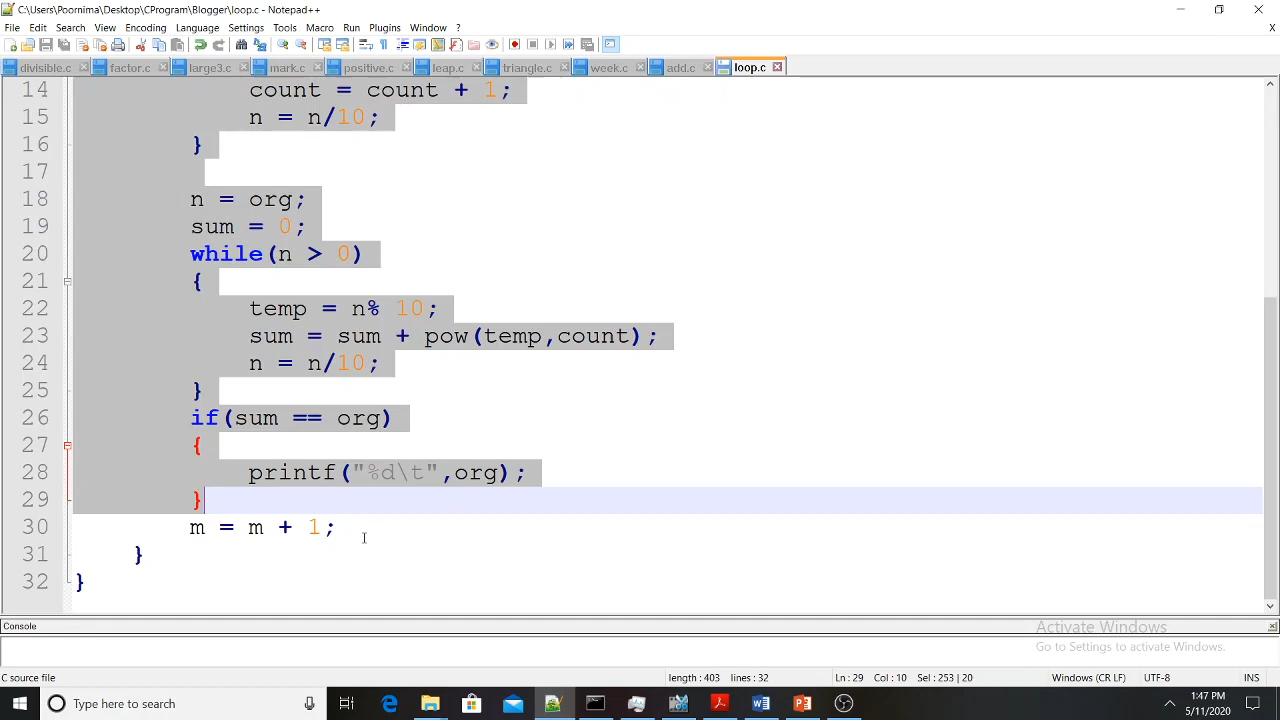 C:\Users\Poornima\Desktop\CProgram\Blogger\loop.c - Notepad++
File Edit Search View Encoding Language Settings Tools Macro Run Plugins Window ?
X
divisible.c factor.c large3.c mark.c positive.c leap.c triangle.c week.c add.c loop.c
14 count = count + 1;
15 n = n/10;
16 }
17
18 n = org;
19 sum = 0;
20 while(n > 0)
21 {
22 temp = n% 10;
23 sum = sum + pow(temp,count);
24 n = n/10;
25 }
26 if(sum == org)
27 {
28 printf("%d\t",org);
29 }
30 m = m + 1;
31 }
32 }
Console
Activate Windows
Go to Settings to activate Windows.
C source file length : 403 lines : 32 Ln : 29 Col : 10 Sel : 253 | 20 Windows (CR LF) UTF-8 INS
Type here to search
1:47 PM
5/11/2020